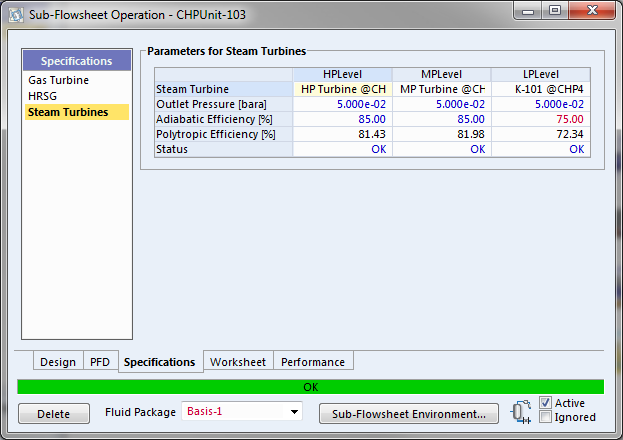 Sub-Flowsheet Operation - CHPUnit-103
Specifications
Gas Turbine
HRSG
Steam Turbines
Parameters for Steam Turbines
HPLevel MPLevel LPLevel
Steam Turbine HP Turbine @CH MP Turbine @CH K-101 @CHP4
Outlet Pressure [bara] 5.000e-02 5.000e-02 5.000e-02
Adiabatic Efficiency [%] 85.00 85.00 75.00
Polytropic Efficiency [%] 81.43 81.98 72.34
Status OK OK OK
Design PFD Specifications Worksheet Performance
OK
Delete Fluid Package Basis-1 Sub-Flowsheet Environment... Active
Ignored